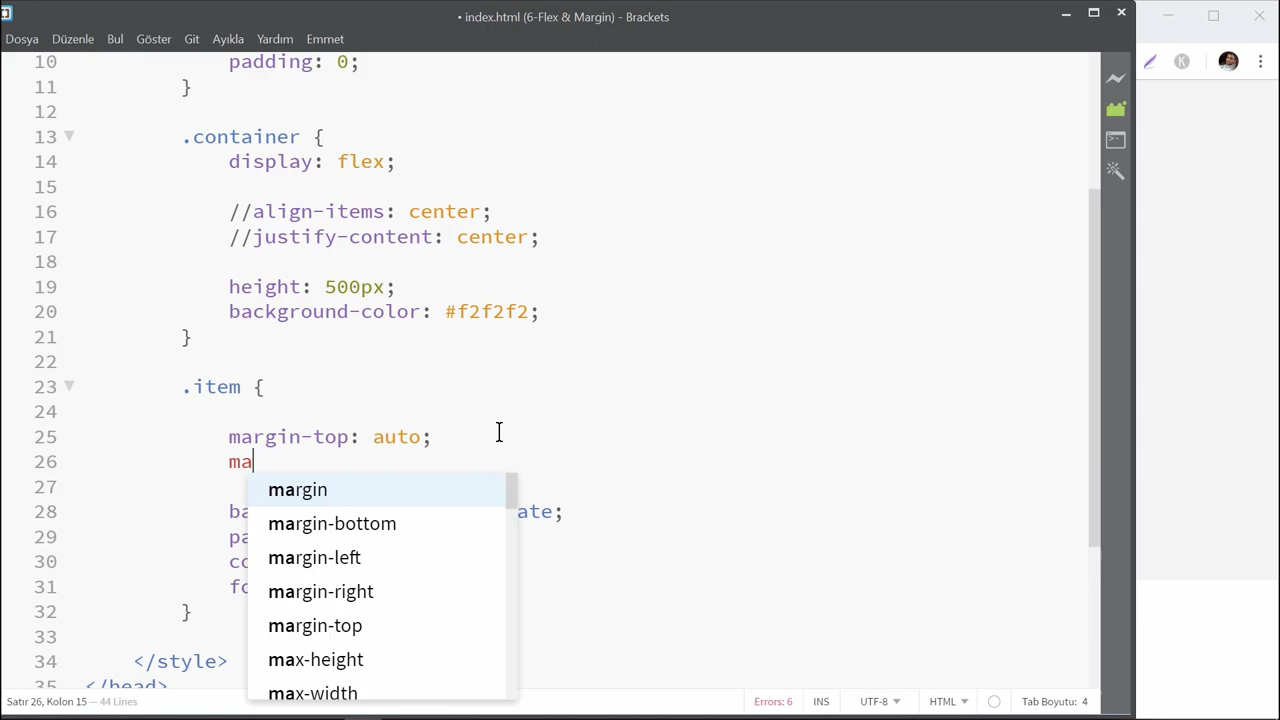 • index.html (6-Flex & Margin) - Brackets
Dosya Düzenle Bul Göster Git Ayıkla Yardım Emmet
10 padding: 0;
11 }
12
13 .container {
14 display: flex;
15
16 //align-items: center;
17 //justify-content: center;
18
19 height: 500px;
20 background-color: #f2f2f2;
21 }
22
23 .item {
24
25 margin-top: auto;
26 ma
27 margin
margin-bottom
28 ba ate;
29 pa
margin-left
30 co
31 fo
margin-right
32 }
margin-top
33
34 </style>
max-height
35 </head>
max-width
Satır 26, Kolon 15 — 44 Lines Errors: 6 INS UTF-8 HTML Tab Boyutu: 4
K